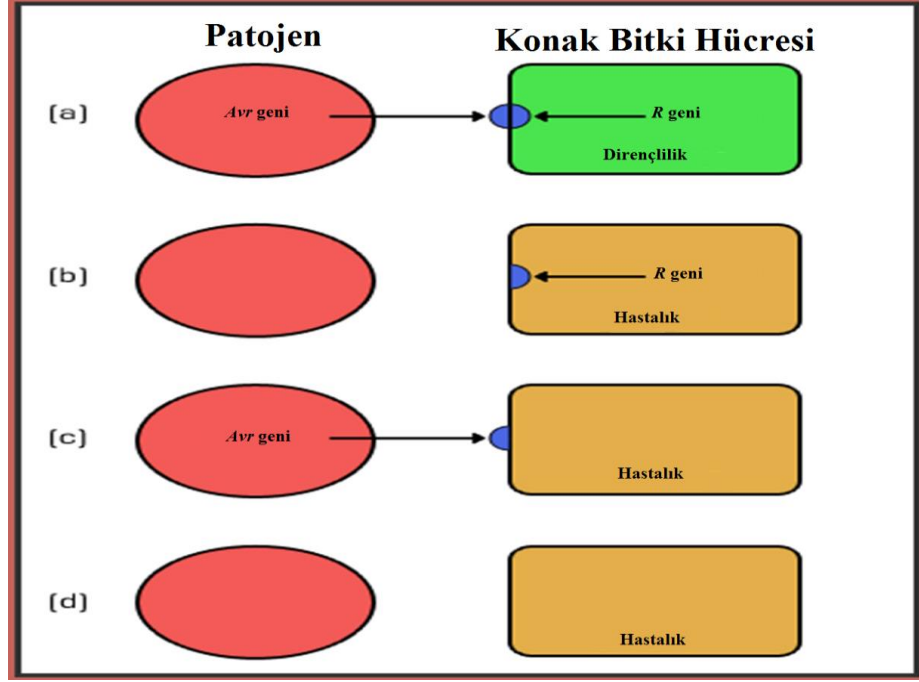 Patojen
Konak Bitki Hücresi
(a)
Avr geni
R geni
Dirençlilik
(b)
R geni
Hastalık
(c)
Avr geni
Hastalık
(d)
Hastalık